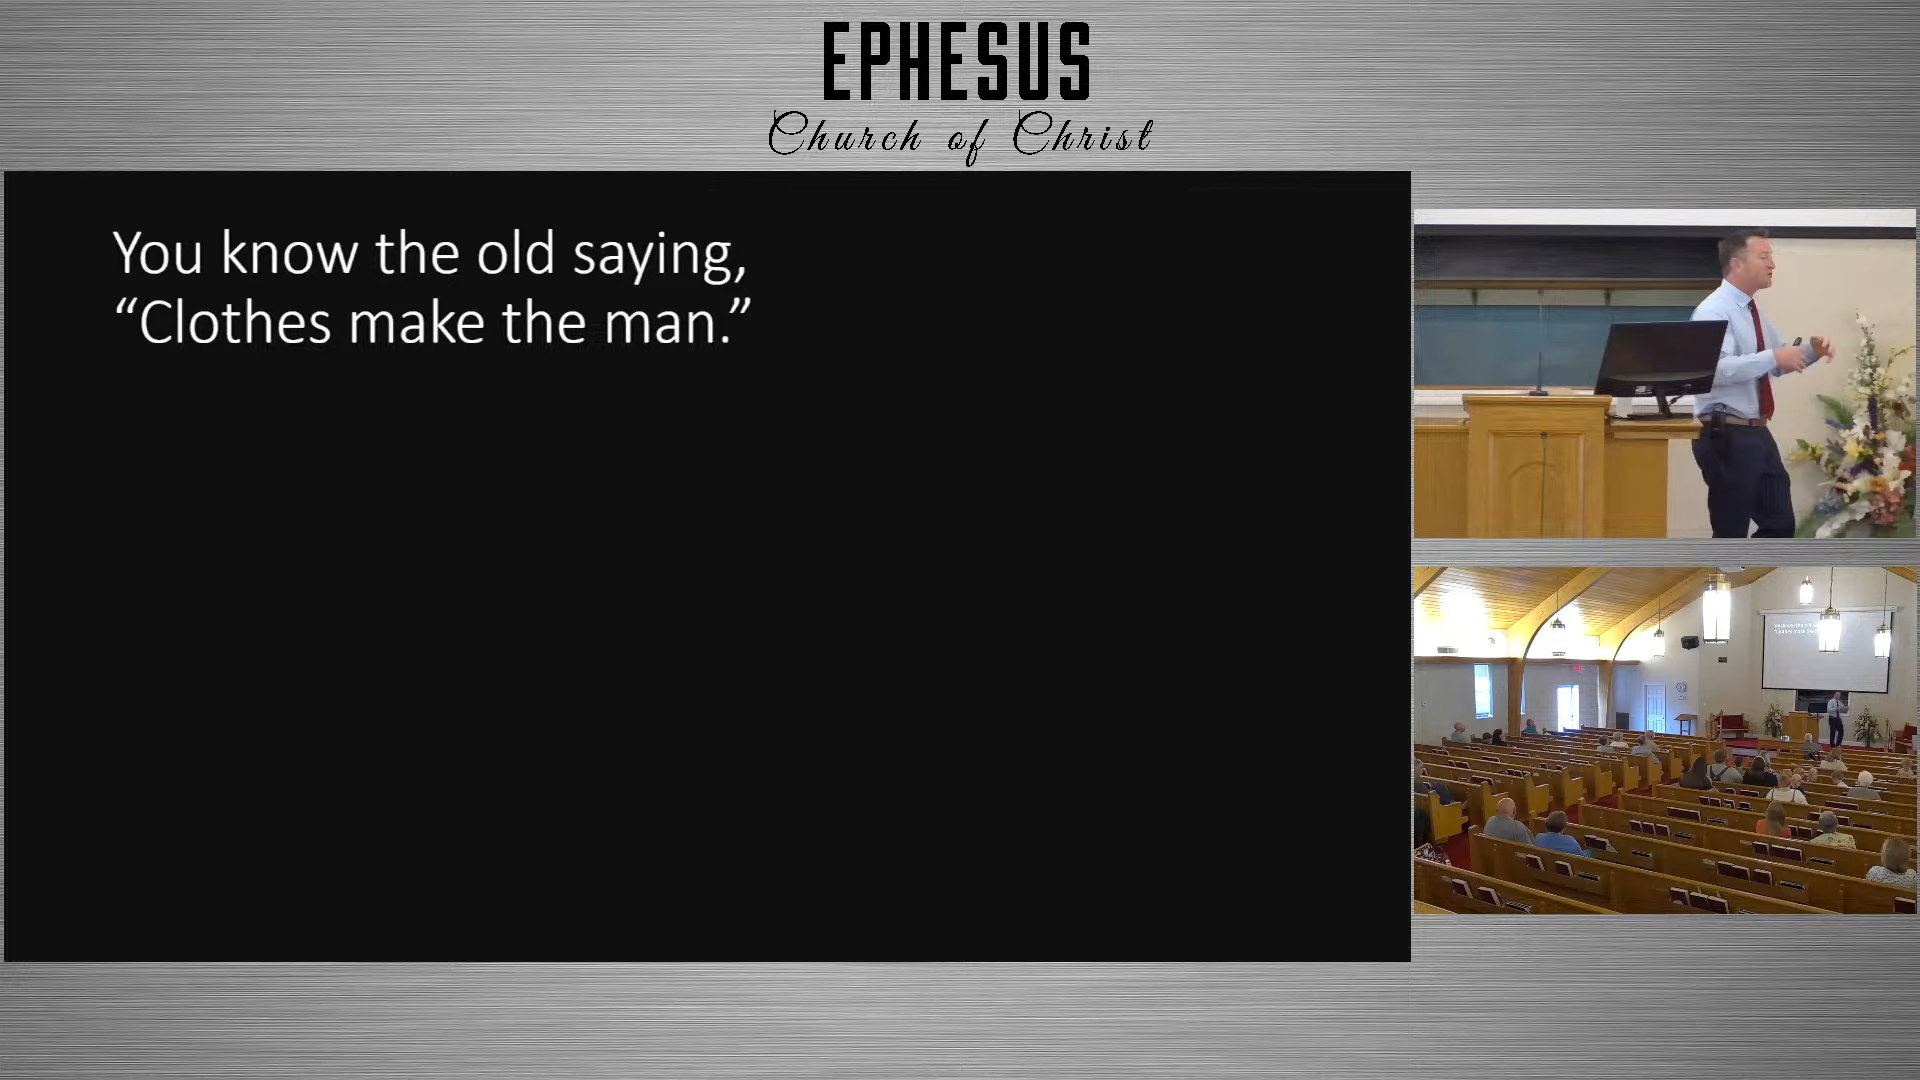 EPHESUS
Church of Christ
You know the old saying,
“Clothes make the man.”